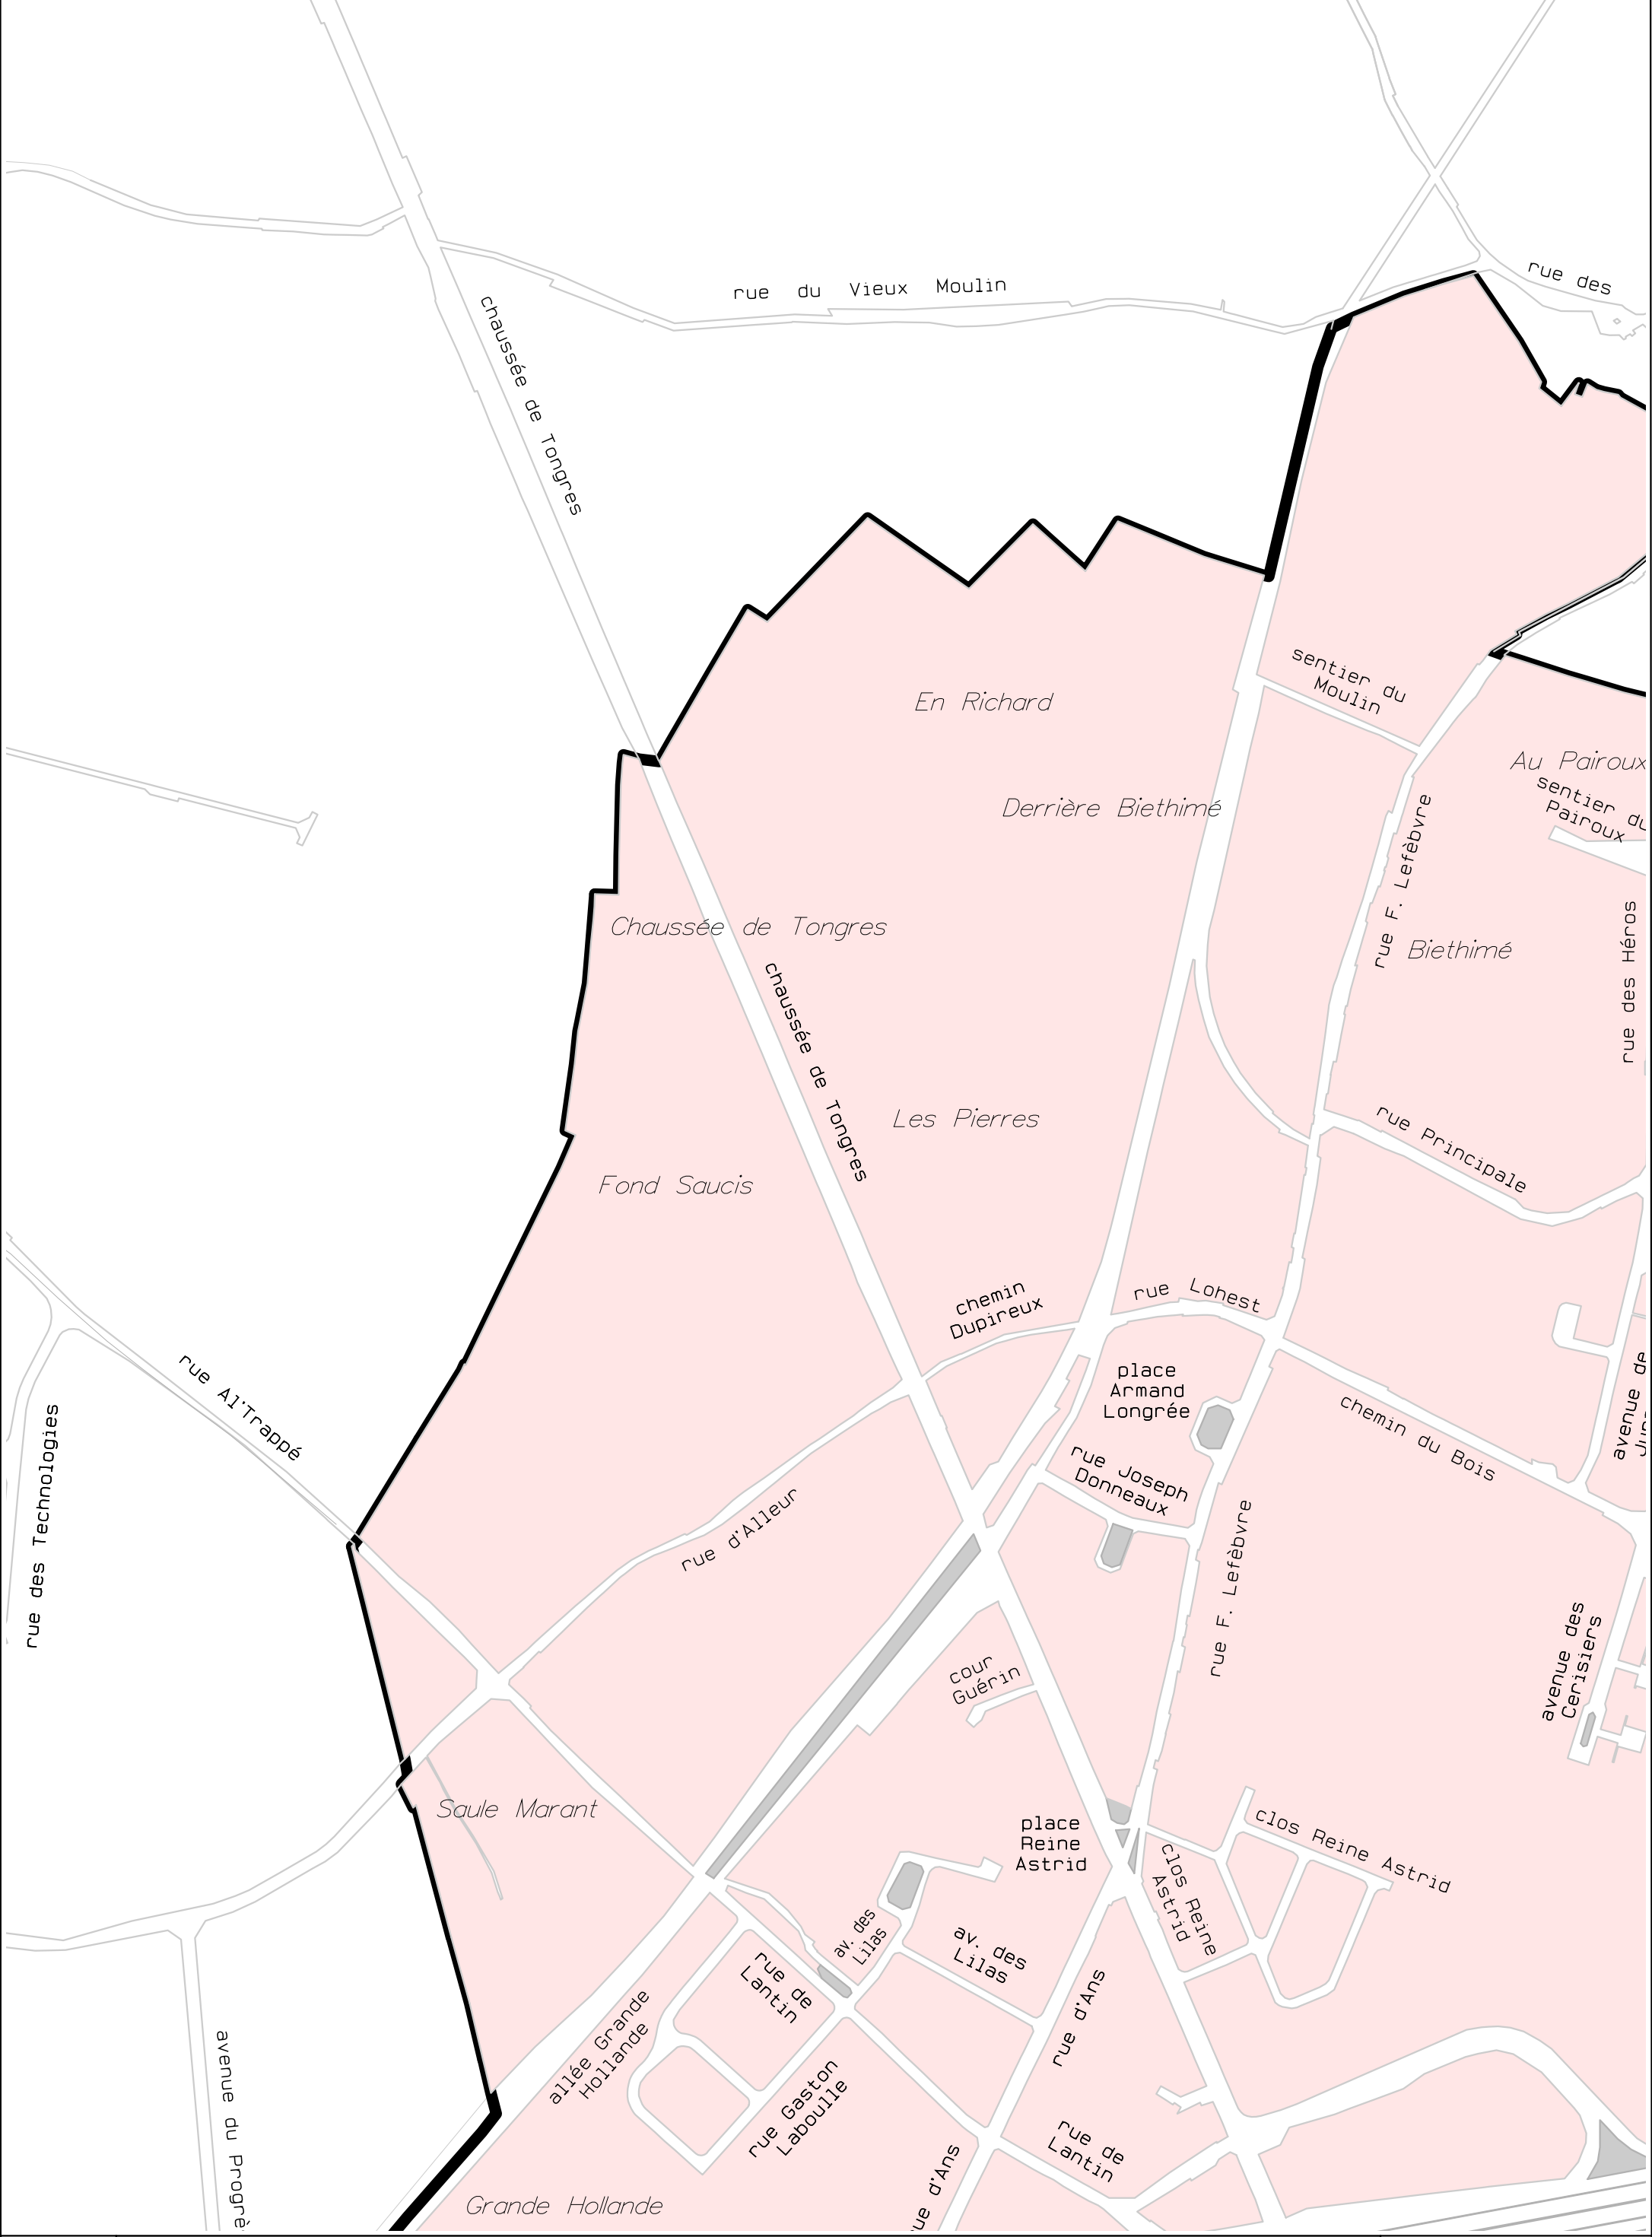 rue des
rue du Vieux Moulin
chaussée de Tongres
sentier du
Moulin
En Richard
Au Pairoux
sentier du
Pairoux
Derrière Biethimé
rue F. Lefèbvre
Chaussée de Tongres
Biethimé
rue des Héros
chaussée de Tongres
Les Pierres
rue Principale
Fond Saucis
chemin
Dupireux
rue Lohest
rue Al'Trappé
place
Armand
Longrée
avenue de
chemin du Bois
rue des Technologies
rue Joseph
Donneaux
rue d'Alleur
rue F. Lefèbvre
avenue des
Cerisiers
cour
Guérin
Saule Marant
place
Reine
Astrid
clos Reine Astrid
clos Reine
Astrid
av. des
Lilas
av. des
Lilas
rue de
Lantin
rue d'Ans
allée Grande
Hollande
avenue du Progrè
rue Gaston
Laboulle
rue de
Lantin
rue d'Ans
Grande Hollande